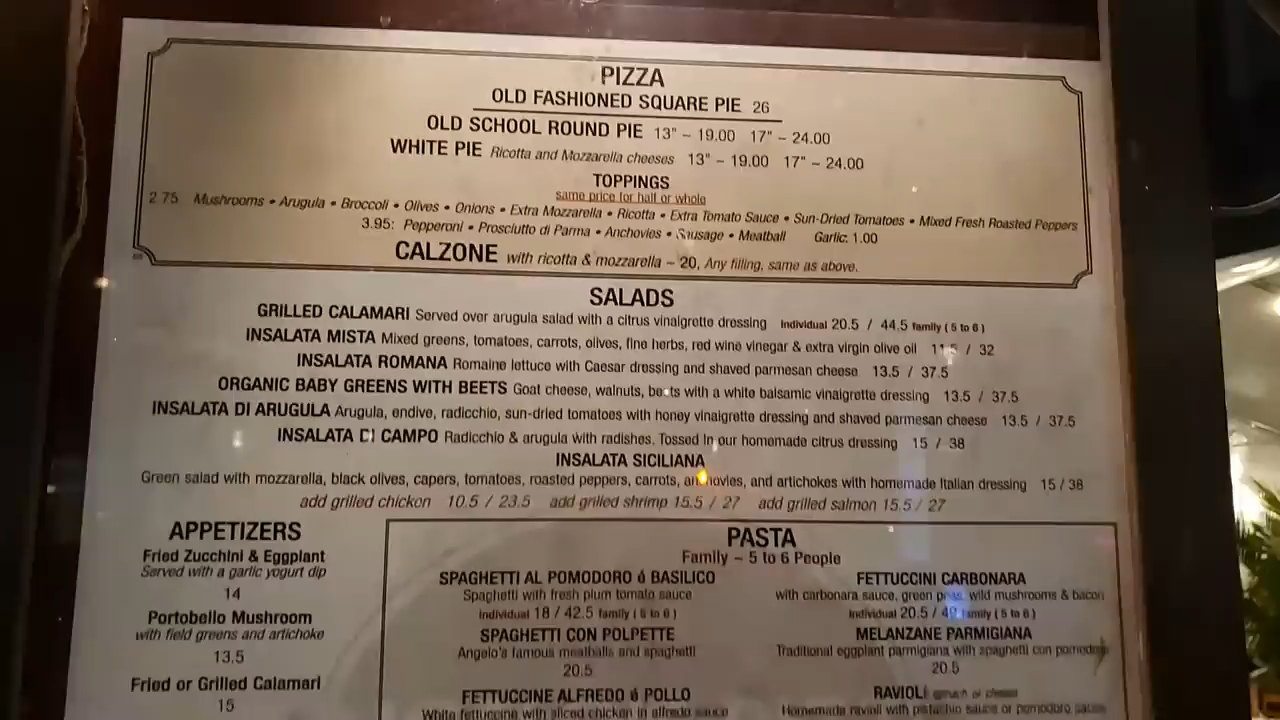 PIZZA
OLD FASHIONED SQUARE PIE 26
OLD SCHOOL ROUND PIE 13" – 19.00 17" – 24.00
WHITE PIE Ricotta and Mozzarella cheeses 13" – 19.00 17" – 24.00
TOPPINGS
same price for half or whole
2.75 Mushrooms • Arugula • Broccoli • Olives • Onions • Extra Mozzarella • Ricotta • Extra Tomato Sauce • Sun-Dried Tomatoes • Mixed Fresh Roasted Peppers
3.95: Pepperoni • Prosciutto di Parma • Anchovies • Sausage • Meatball Garlic: 1.00
CALZONE with ricotta & mozzarella – 20, Any filling, same as above.
SALADS
GRILLED CALAMARI Served over arugula salad with a citrus vinaigrette dressing Individual 20.5 / 44.5 family ( 5 to 6 )
INSALATA MISTA Mixed greens, tomatoes, carrots, olives, fine herbs, red wine vinegar & extra virgin olive oil / 32
INSALATA ROMANA Romaine lettuce with Caesar dressing and shaved parmesan cheese 13.5 / 37.5
ORGANIC BABY GREENS WITH BEETS Goat cheese, walnuts, beets with a white balsamic vinaigrette dressing 13.5 / 37.5
INSALATA DI ARUGULA Arugula, endive, radicchio, sun-dried tomatoes with honey vinaigrette dressing and shaved parmesan cheese 13.5 / 37.5
INSALATA DI CAMPO Radicchio & arugula with radishes. Tossed In our homemade citrus dressing 15 / 38
INSALATA SICILIANA
Green salad with mozzarella, black olives, capers, tomatoes, roasted peppers, carrots, anchovies, and artichokes with homemade Italian dressing 15 / 38
add grilled chicken 10.5 / 23.5 add grilled shrimp 15.5 / 27 add grilled salmon 15.5 / 27
APPETIZERS
Fried Zucchini & Eggplant
Served with a garlic yogurt dip
14
Portobello Mushroom
with field greens and artichoke
13.5
Fried or Grilled Calamari
15
PASTA
Family – 5 to 6 People
SPAGHETTI AL POMODORO é BASILICO
Spaghetti with fresh plum tomato sauce
Individual 18 / 42.5 family ( 5 to 6 )
SPAGHETTI CON POLPETTE
Angelo's famous meatballs and spaghetti
20.5
FETTUCCINE ALFREDO é POLLO
White fettuccine with sliced chicken in alfredo sauce
FETTUCCINI CARBONARA
with carbonara sauce, green peas, wild mushrooms & bacon
Individual 20.5 / family ( 5 to 6 )
MELANZANE PARMIGIANA
Traditional eggplant parmigiana with spaghetti con pomodoro
20.5
RAVIOLI spinach or cheese
Homemade ravioli with pistachio sauce or pomodoro sauce